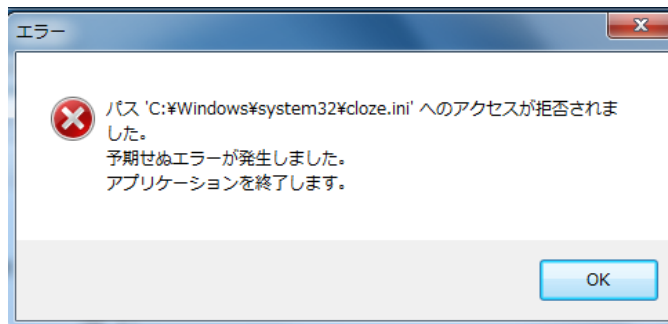 エラー
パス 'C:¥Windows¥system32¥cloze.ini' へのアクセスが拒否されま
した。
予期せぬエラーが発生しました。
アプリケーションを終了します。
OK